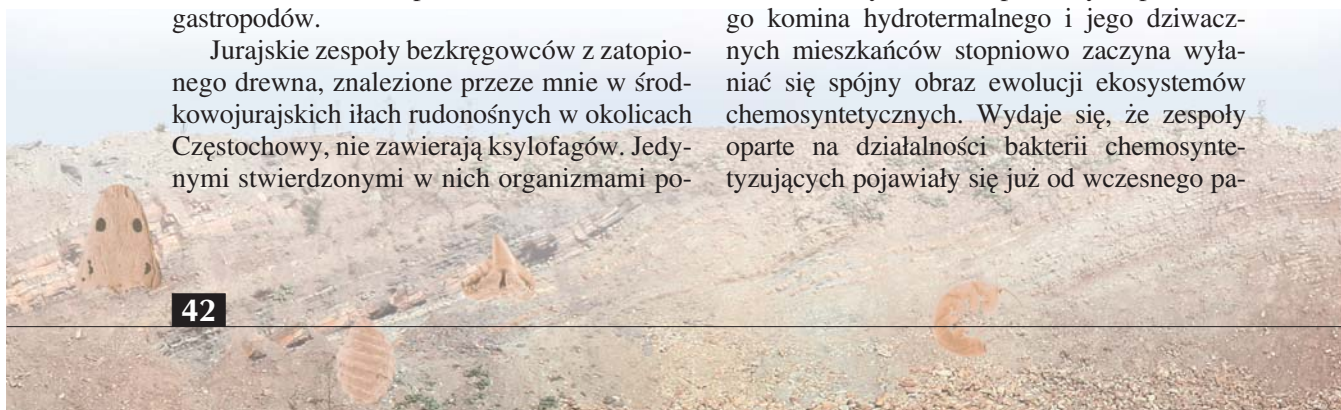 gastropodów.
Jurajskie zespoły bezkręgowców z zatopio-
nego drewna, znalezione przeze mnie w środ-
kowojurajskich iłach rudonośnych w okolicach
Częstochowy, nie zawierają ksylofagów. Jedy-
nymi stwierdzonymi w nich organizmami po-
go komina hydrotermalnego i jego dziwacz-
nych mieszkańców stopniowo zaczyna wyła-
niać się spójny obraz ewolucji ekosystemów
chemosyntetycznych. Wydaje się, że zespoły
oparte na działalności bakterii chemosynte-
tyzujących pojawiały się już od wczesnego pa-
42